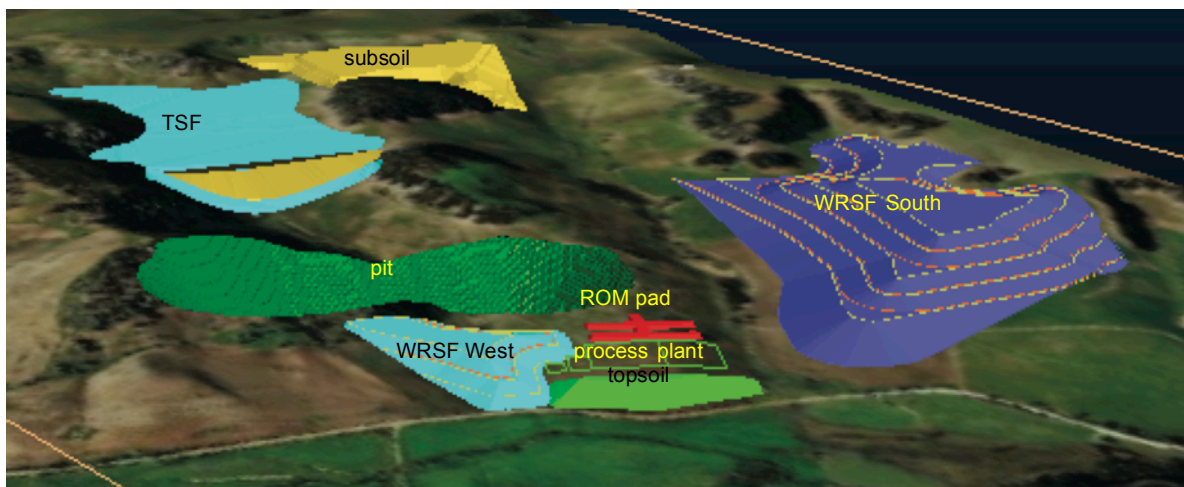 subsoil
TSF
WRSF South
pit
ROM pad
WRSF West
process plant
topsoil